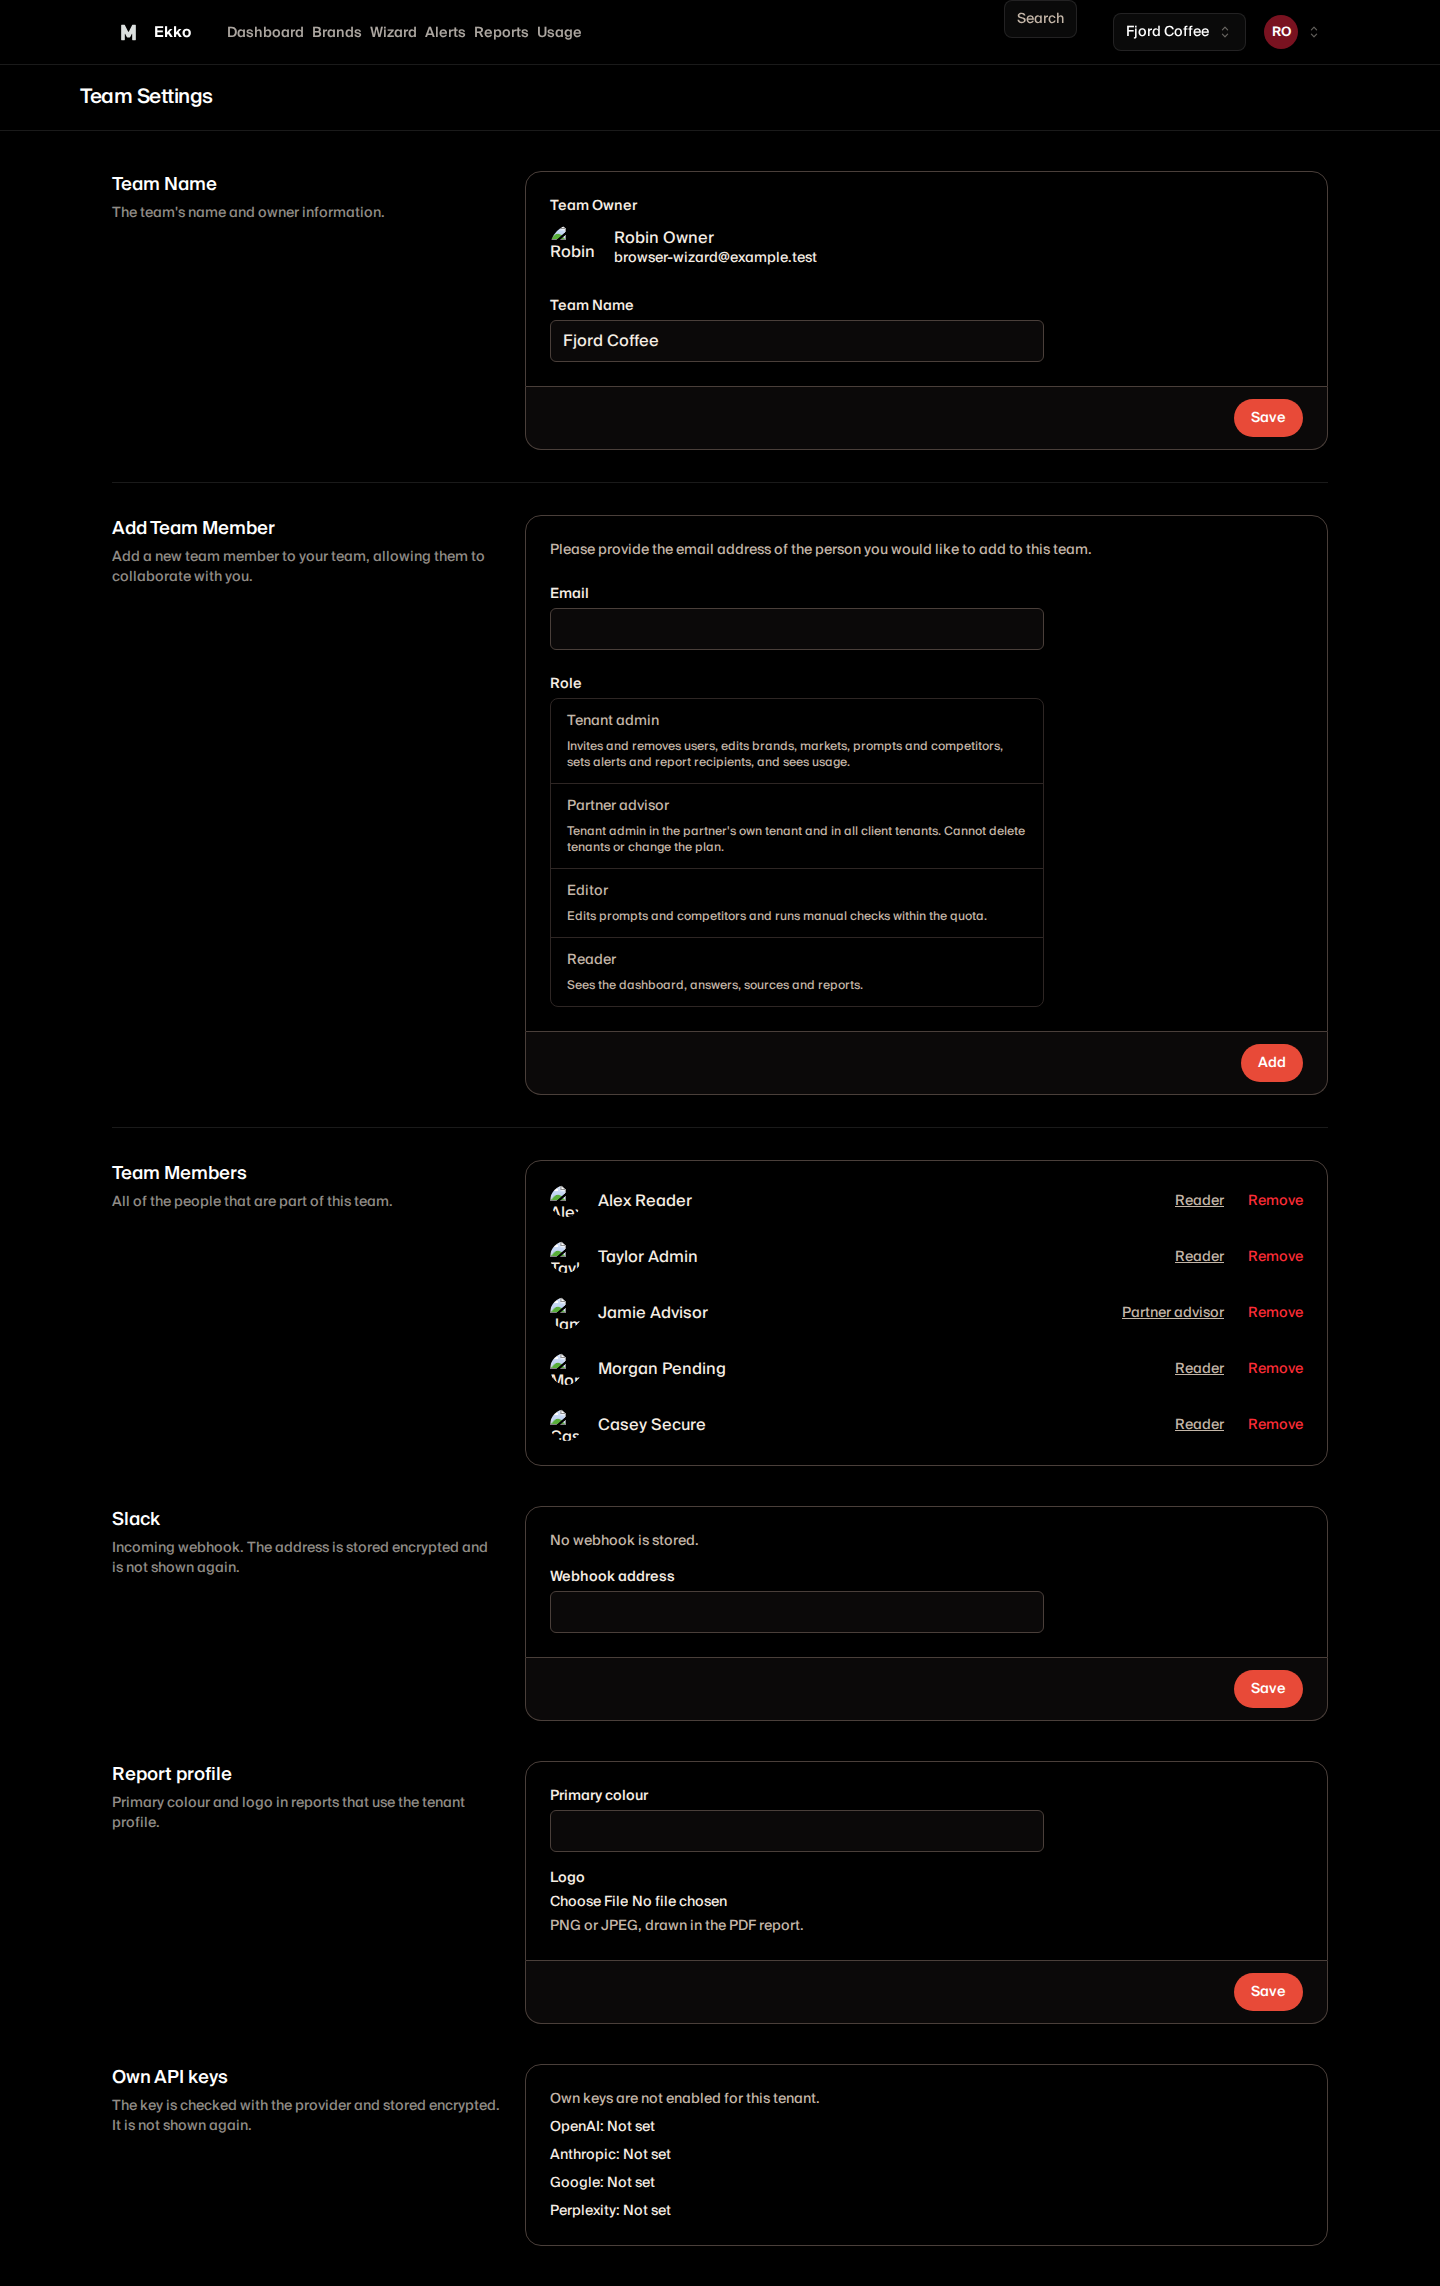 M Ekko Dashboard Brands Wizard Alerts Reports Usage Search Fjord Coffee RO
Team Settings
Team Name
The team's name and owner information.
Team Owner
Robin
Robin Owner
browser-wizard@example.test
Team Name
Fjord Coffee
Save
Add Team Member
Add a new team member to your team, allowing them to
collaborate with you.
Please provide the email address of the person you would like to add to this team.
Email
Role
Tenant admin
Invites and removes users, edits brands, markets, prompts and competitors,
sets alerts and report recipients, and sees usage.
Partner advisor
Tenant admin in the partner's own tenant and in all client tenants. Cannot delete
tenants or change the plan.
Editor
Edits prompts and competitors and runs manual checks within the quota.
Reader
Sees the dashboard, answers, sources and reports.
Add
Team Members
All of the people that are part of this team.
Alex Reader Reader Remove
Taylor Admin Reader Remove
Jamie Advisor Partner advisor Remove
Morgan Pending Reader Remove
Casey Secure Reader Remove
Slack
Incoming webhook. The address is stored encrypted and
is not shown again.
No webhook is stored.
Webhook address
Save
Report profile
Primary colour and logo in reports that use the tenant
profile.
Primary colour
Logo
Choose File No file chosen
PNG or JPEG, drawn in the PDF report.
Save
Own API keys
The key is checked with the provider and stored encrypted.
It is not shown again.
Own keys are not enabled for this tenant.
OpenAI: Not set
Anthropic: Not set
Google: Not set
Perplexity: Not set